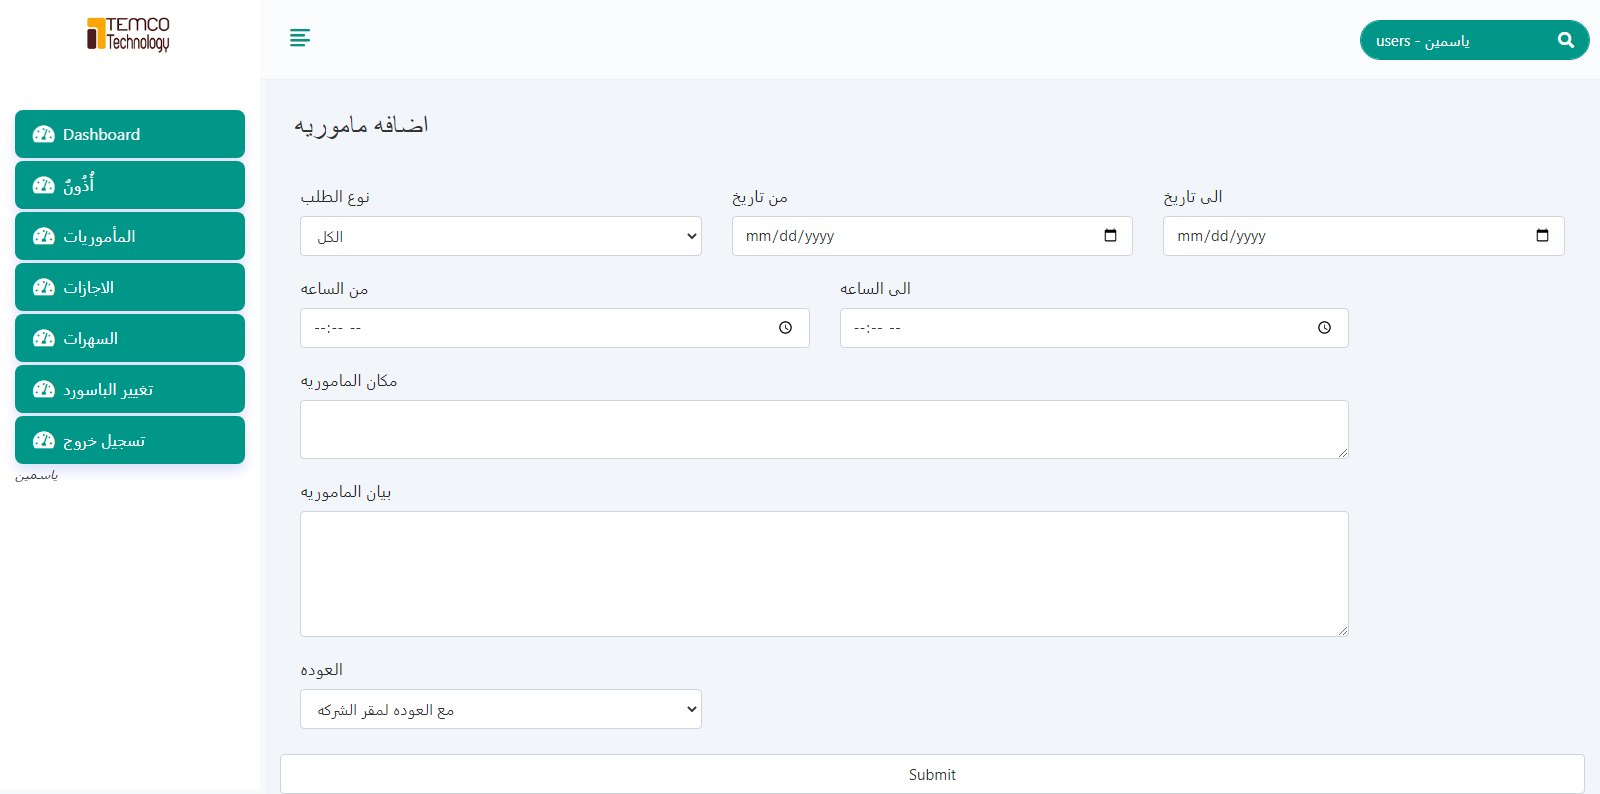 TEMCO
Technology
users - ياسمين
Dashboard
أُذُونٌ
المأموريات
الاجازات
السهرات
تغيير الباسورد
تسجيل خروج
ياسمين
اضافه ماموريه
نوع الطلب
من تاريخ
الى تاريخ
الكل
mm/dd/yyyy
mm/dd/yyyy
من الساعه
الى الساعه
--:-- --
--:-- --
مكان الماموريه
بيان الماموريه
العوده
مع العوده لمقر الشركه
Submit